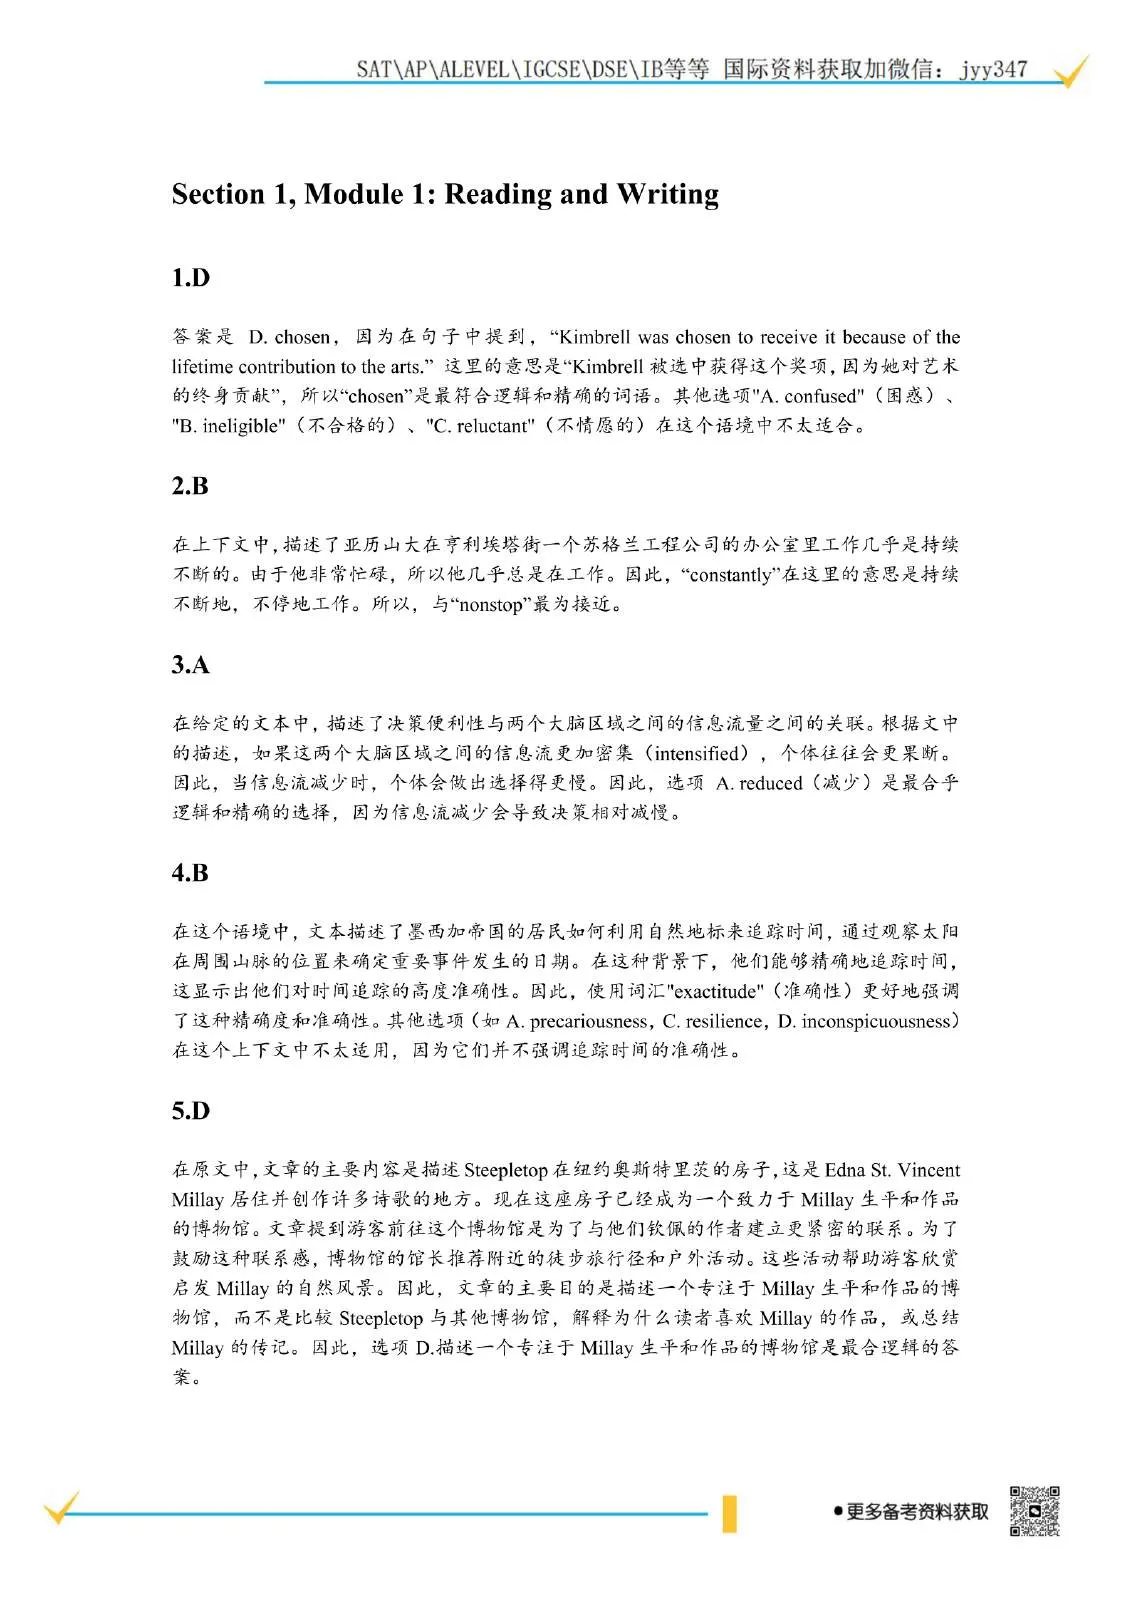 SAT\AP\ALEVEL\IGCSE\DSE\IB等等 国际资料获取加微信：jyy347
Section 1, Module 1: Reading and Writing
1.D
答案是 D. chosen，因为在句子中提到，“Kimbrell was chosen to receive it because of the
lifetime contribution to the arts.” 这里的意思是“Kimbrell 被选中获得这个奖项，因为她对艺术
的终身贡献”，所以“chosen”是最符合逻辑和精确的词语。其他选项"A. confused"（困惑）、
"B. ineligible"（不合格的）、"C. reluctant"（不情愿的）在这个语境中不太适合。
2.B
在上下文中，描述了亚历山大在亨利埃塔街一个苏格兰工程公司的办公室里工作几乎是持续
不断的。由于他非常忙碌，所以他几乎总是在工作。因此，“constantly”在这里的意思是持续
不断地，不停地工作。所以，与“nonstop”最为接近。
3.A
在给定的文本中，描述了决策便利性与两个大脑区域之间的信息流量之间的关联。根据文中
的描述，如果这两个大脑区域之间的信息流更加密集（intensified），个体往往会更果断。
因此，当信息流减少时，个体会做出选择得更慢。因此，选项 A. reduced（减少）是最合乎
逻辑和精确的选择，因为信息流减少会导致决策相对减慢。
4.B
在这个语境中，文本描述了墨西加帝国的居民如何利用自然地标来追踪时间，通过观察太阳
在周围山脉的位置来确定重要事件发生的日期。在这种背景下，他们能够精确地追踪时间，
这显示出他们对时间追踪的高度准确性。因此，使用词汇"exactitude"（准确性）更好地强调
了这种精确度和准确性。其他选项（如 A. precariousness，C. resilience，D. inconspicuousness）
在这个上下文中不太适用，因为它们并不强调追踪时间的准确性。
5.D
在原文中，文章的主要内容是描述 Steepletop 在纽约奥斯特里茨的房子，这是 Edna St. Vincent
Millay 居住并创作许多诗歌的地方。现在这座房子已经成为一个致力于 Millay 生平和作品
的博物馆。文章提到游客前往这个博物馆是为了与他们钦佩的作者建立更紧密的联系。为了
鼓励这种联系感，博物馆的馆长推荐附近的徒步旅行径和户外活动。这些活动帮助游客欣赏
启发 Millay 的自然风景。因此，文章的主要目的是描述一个专注于 Millay 生平和作品的博
物馆，而不是比较 Steepletop 与其他博物馆，解释为什么读者喜欢 Millay 的作品，或总结
Millay 的传记。因此，选项 D.描述一个专注于 Millay 生平和作品的博物馆是最合逻辑的答
案。
●更多备考资料获取